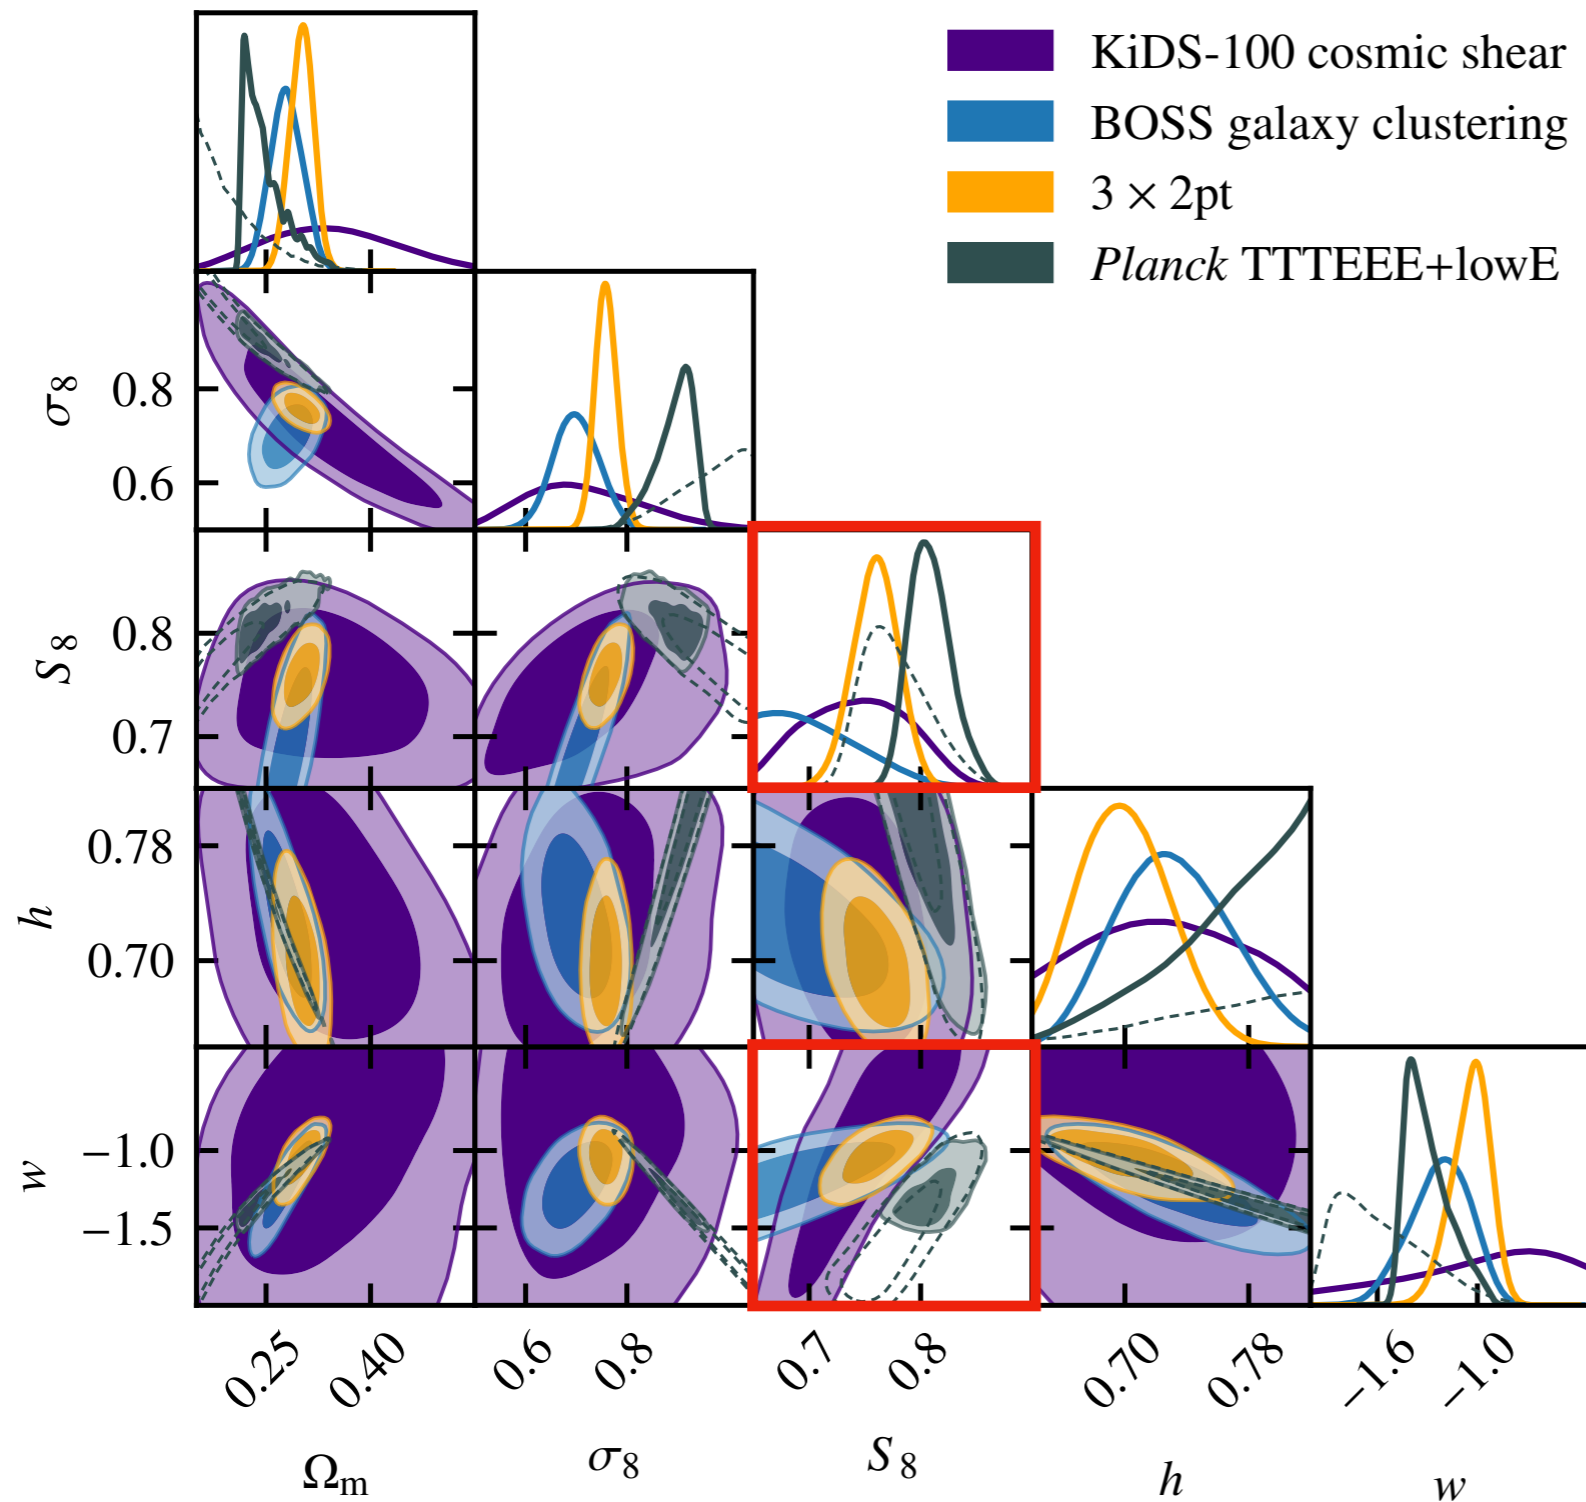 KiDS-100 cosmic shear
BOSS galaxy clustering
3 × 2pt
Planck TTTEEE+lowE
σ8
0.8
0.6
S8
0.8
0.7
h
0.78
0.70
w
−1.0
−1.5
0.25 0.40 0.6 0.8 0.7 0.8 0.70 0.78 −1.6 −1.0
Ωm σ8 S8 h w